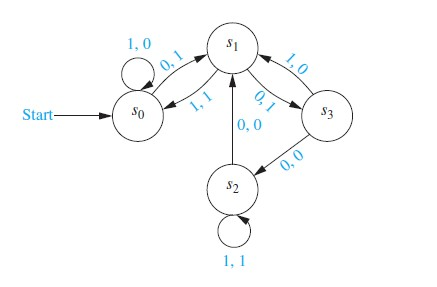 1, 0
0, 1
s1
1, 0
Start
s0
1, 1
0, 1
s3
0, 0
0, 0
s2
1, 1